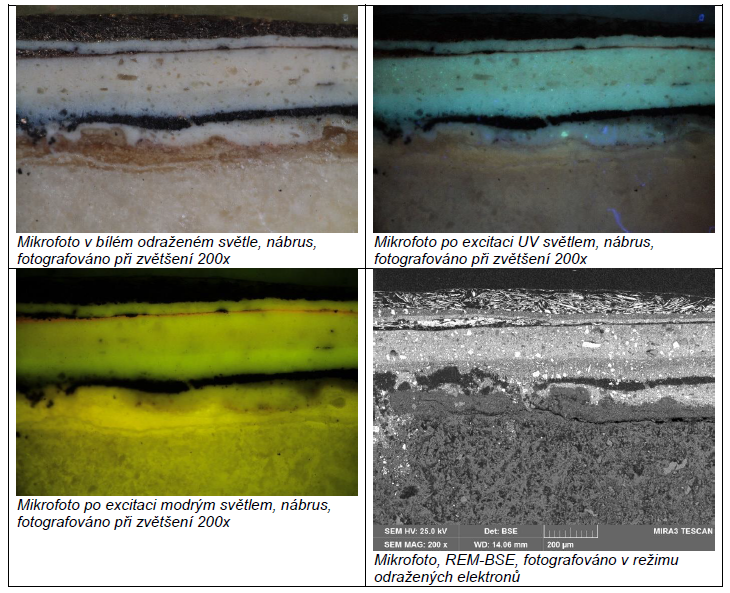 Mikrofoto v bílém odraženém světle, nábrus,
fotografováno při zvětšení 200x
Mikrofoto po excitaci UV světlem, nábrus,
fotografováno při zvětšení 200x
Mikrofoto po excitaci modrým světlem, nábrus,
fotografováno při zvětšení 200x
SEM HV: 25.0 kV
Det: BSE
MIRA3 TESCAN
SEM MAG: 200 x
WD: 14.06 mm
200 µm
Mikrofoto, REM-BSE, fotografováno v režimu
odražených elektronů